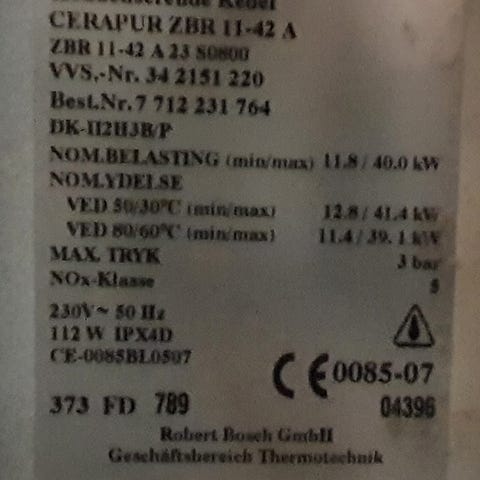 Kondenserende Kedel
CERAPUR ZBR 11-42 A
ZBR 11-42 A 23 S0800
VVS,-Nr. 34 2151 220
Best.Nr. 7 712 231 764
DK-II2H3B/P
NOM.BELASTING (min/max) 11.8 / 40.0 kW
NOM.YDELSE
VED 50/30°C (min/max) 12.8 / 41.4 kW
VED 80/60°C (min/max) 11.4 / 39.1 kW
MAX. TRYK 3 bar
NOx-Klasse 5
230V~ 50 Hz
112 W IPX4D
CE-0085BL0507
CE 0085-07
373 FD 789 04396
Robert Bosch GmbH
Geschäftsbereich Thermotechnik